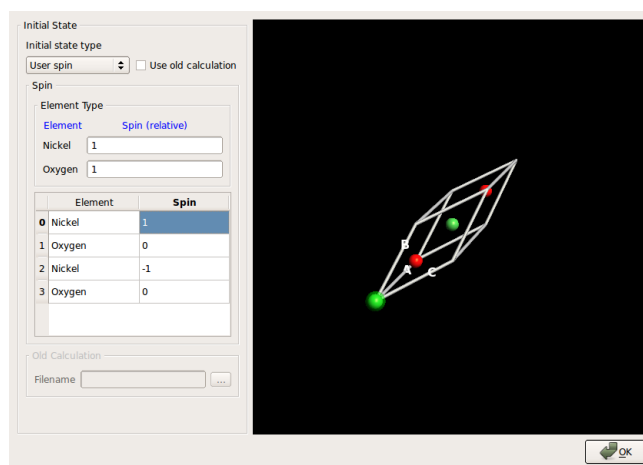 Initial State
Initial state type
User spin Use old calculation
Spin
Element Type
Element Spin (relative)
Nickel 1
Oxygen 1
Element Spin
0 Nickel 1
1 Oxygen 0
2 Nickel -1
3 Oxygen 0
Old Calculation
Filename ...
B
A C
OK